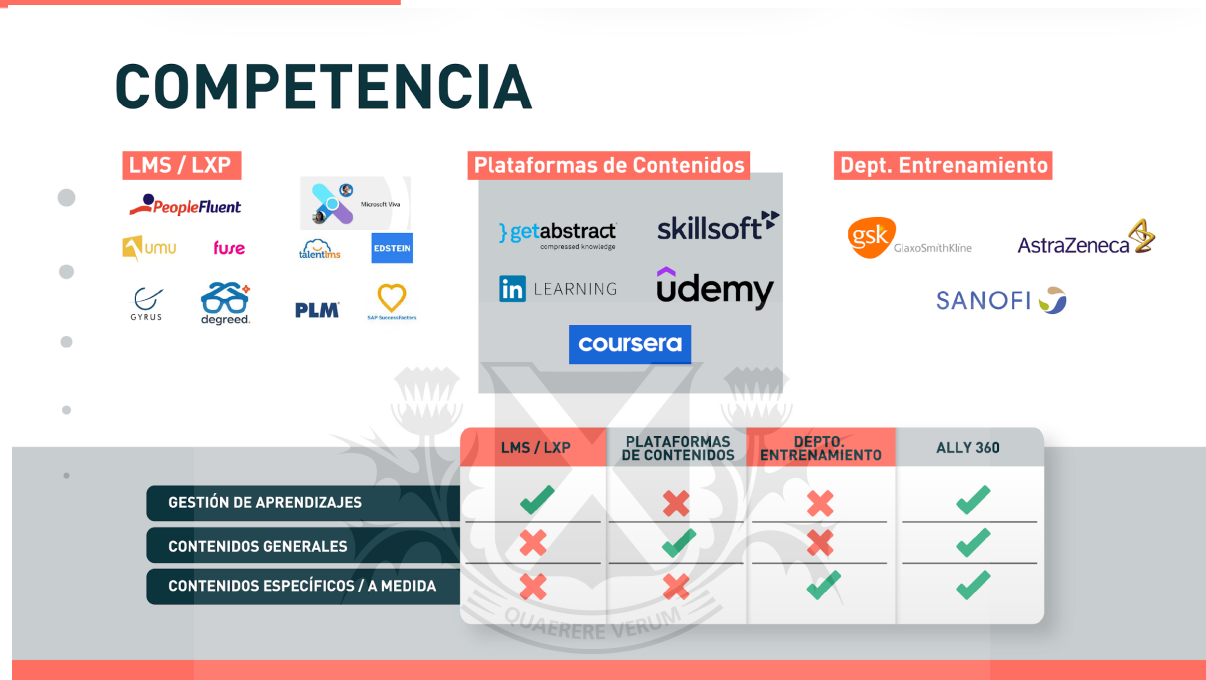 COMPETENCIA
LMS / LXP
PeopleFluent
Microsoft Viva
umu
fuse
talentlms
EDSTEIN
GYRUS
degreed.
PLM
SAP SuccessFactors
Plataformas de Contenidos
getabstract
compressed knowledge
skillsoft
in LEARNING
ûdemy
coursera
Dept. Entrenamiento
gsk GlaxoSmithKline
AstraZeneca
SANOFI
LMS / LXP
PLATAFORMAS
DE CONTENIDOS
DEPTO.
ENTRENAMIENTO
ALLY 360
GESTIÓN DE APRENDIZAJES
CONTENIDOS GENERALES
CONTENIDOS ESPECÍFICOS / A MEDIDA
QUAERERE VERUM